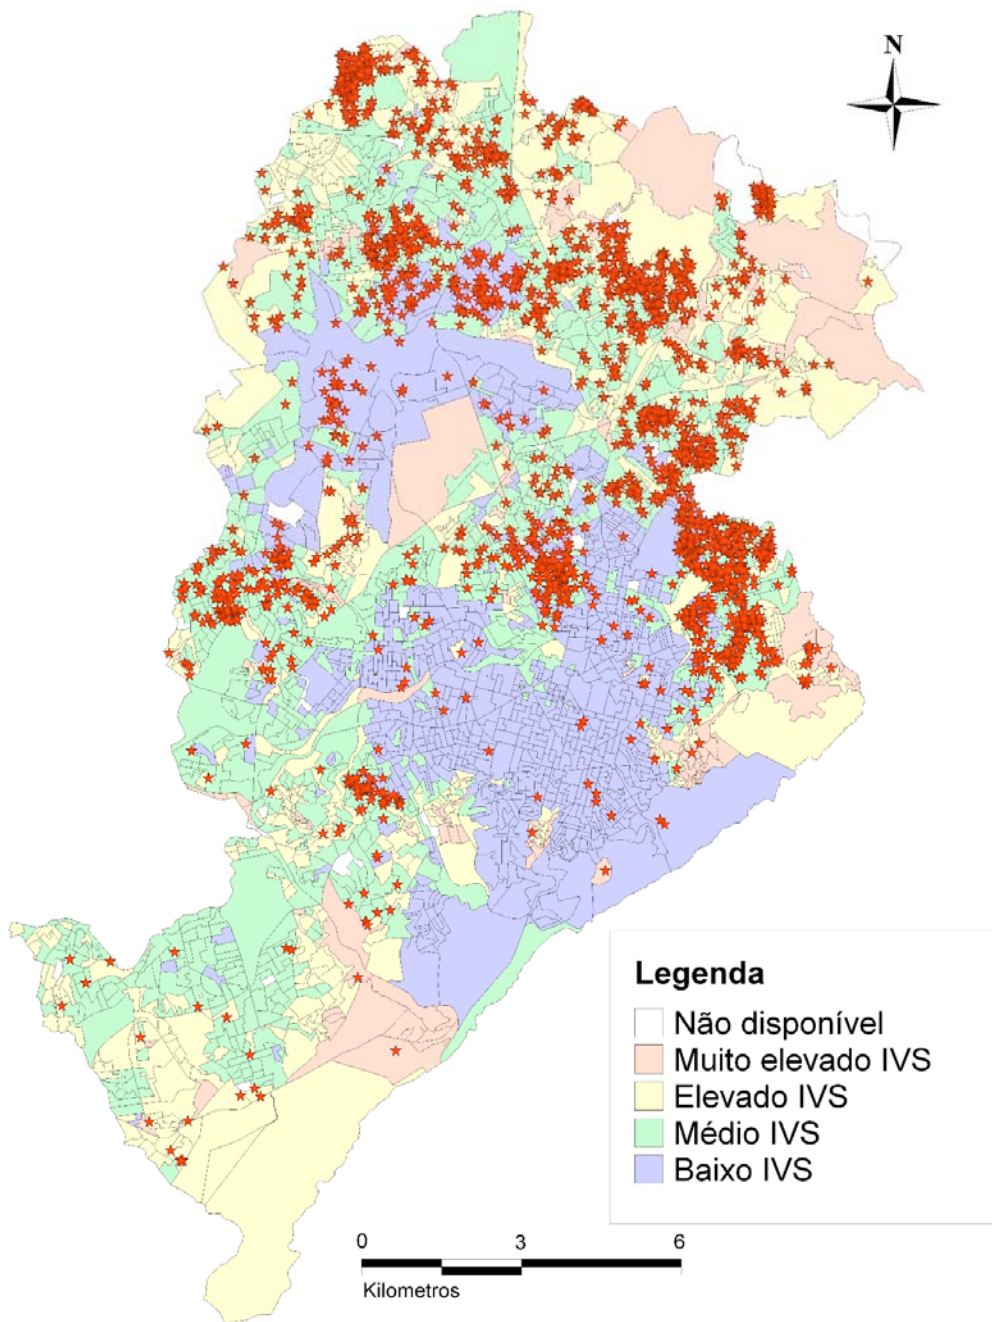 N
Legenda
Não disponível
Muito elevado IVS
Elevado IVS
Médio IVS
Baixo IVS
0 3 6
Kilometros